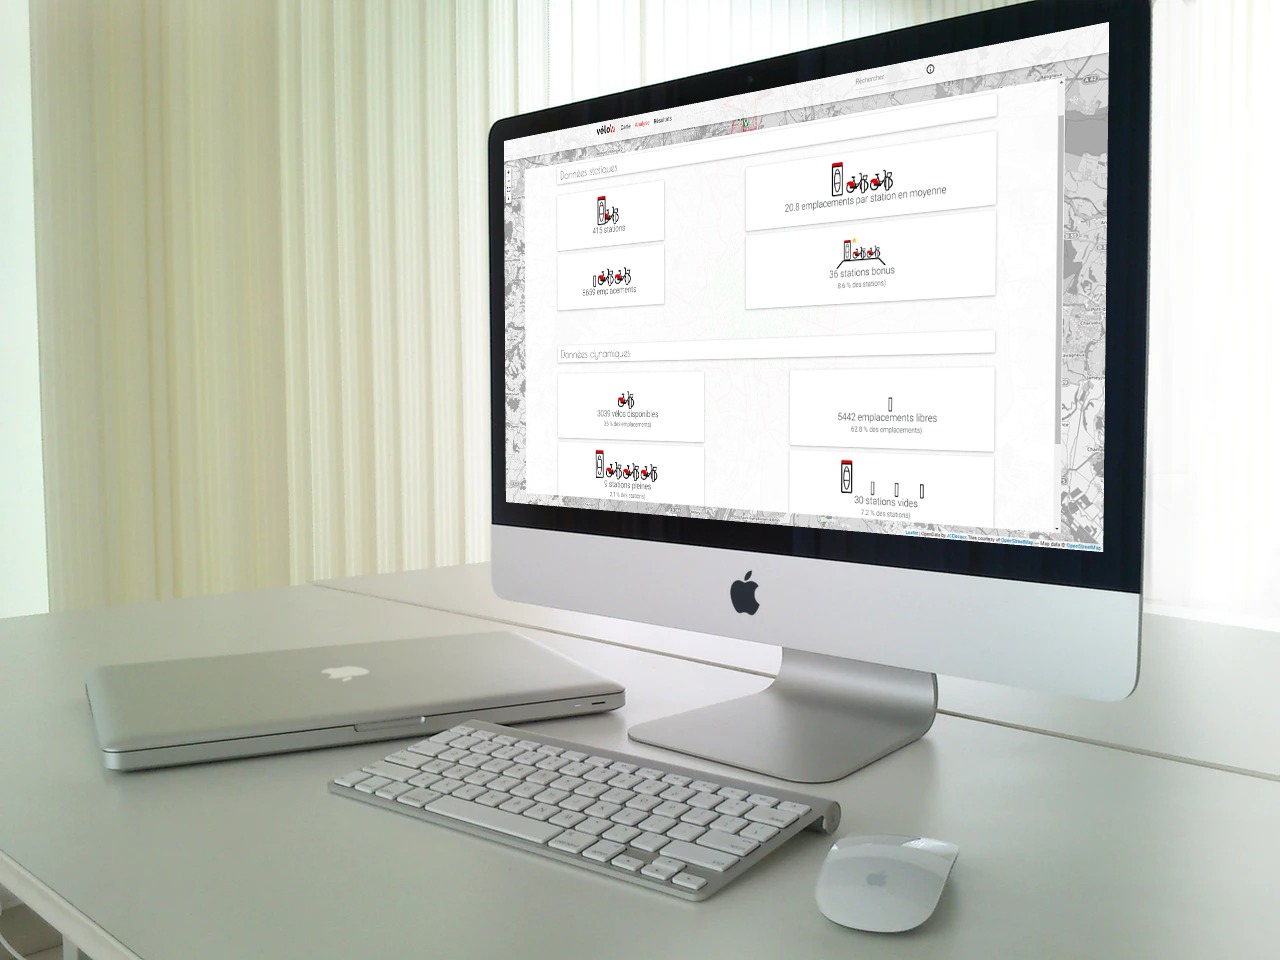 Rechercher
vélo'v Carte Analyse Résultats
Données statiques
415 stations
20.8 emplacements par station en moyenne
8659 emplacements
36 stations bonus
8.6 % des stations)
Données dynamiques
3039 vélos disponibles
35 % des emplacements)
5442 emplacements libres
62.8 % des emplacements)
9 stations pleines
2.1 % des stations)
30 stations vides
7.2 % des stations)
Leaflet | OpenData by JCDecaux, Tiles courtesy of OpenStreetMap — Map data © OpenStreetMap